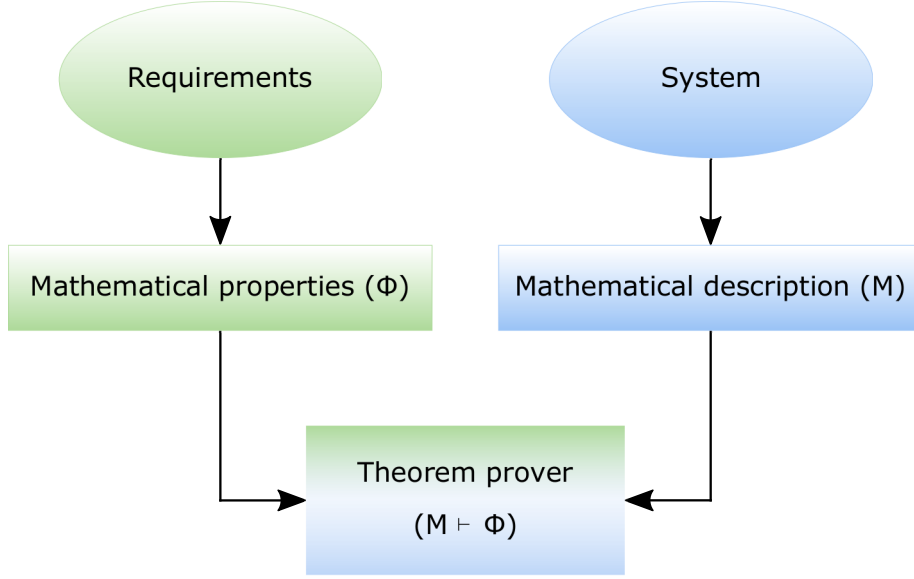 Requirements
System
Mathematical properties (Φ)
Mathematical description (M)
Theorem prover
(M ⊢ Φ)